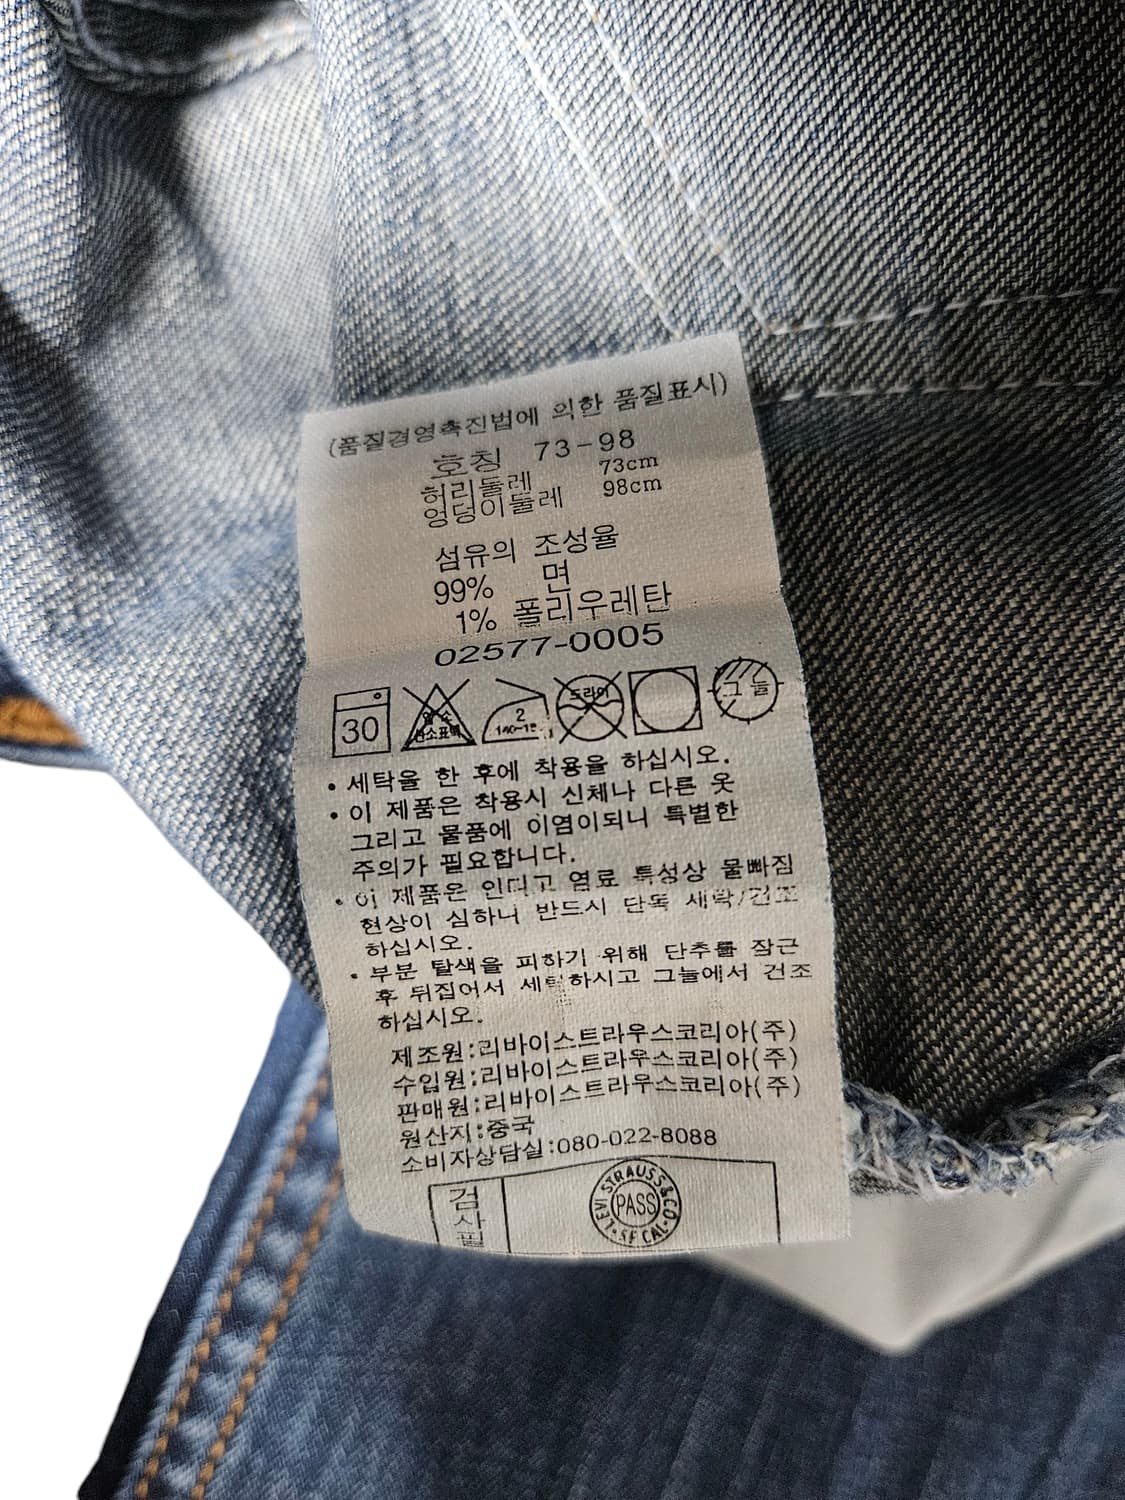 (품질경영촉진법에 의한 품질표시)
호칭 73-98
허리둘레 73cm
엉덩이둘레 98cm
섬유의 조성율
99% 면
1% 폴리우레탄
02577-0005
30 2 드라이 그늘
• 세탁을 한 후에 착용을 하십시오.
• 이 제품은 착용시 신체나 다른 옷
그리고 물품에 이염이되니 특별한
주의가 필요합니다.
• 이 제품은 인디고 염료 특성상 물빠짐
현상이 심하니 반드시 단독 세탁/건조
하십시오.
• 부분 탈색을 피하기 위해 단추를 잠근
후 뒤집어서 세탁하시고 그늘에서 건조
하십시오.
제조원:리바이스트라우스코리아(주)
수입원:리바이스트라우스코리아(주)
판매원:리바이스트라우스코리아(주)
원산지:중국
소비자상담실:080-022-8088
검사필
LEVI STRAUSS & CO
PASS
S.F CAL